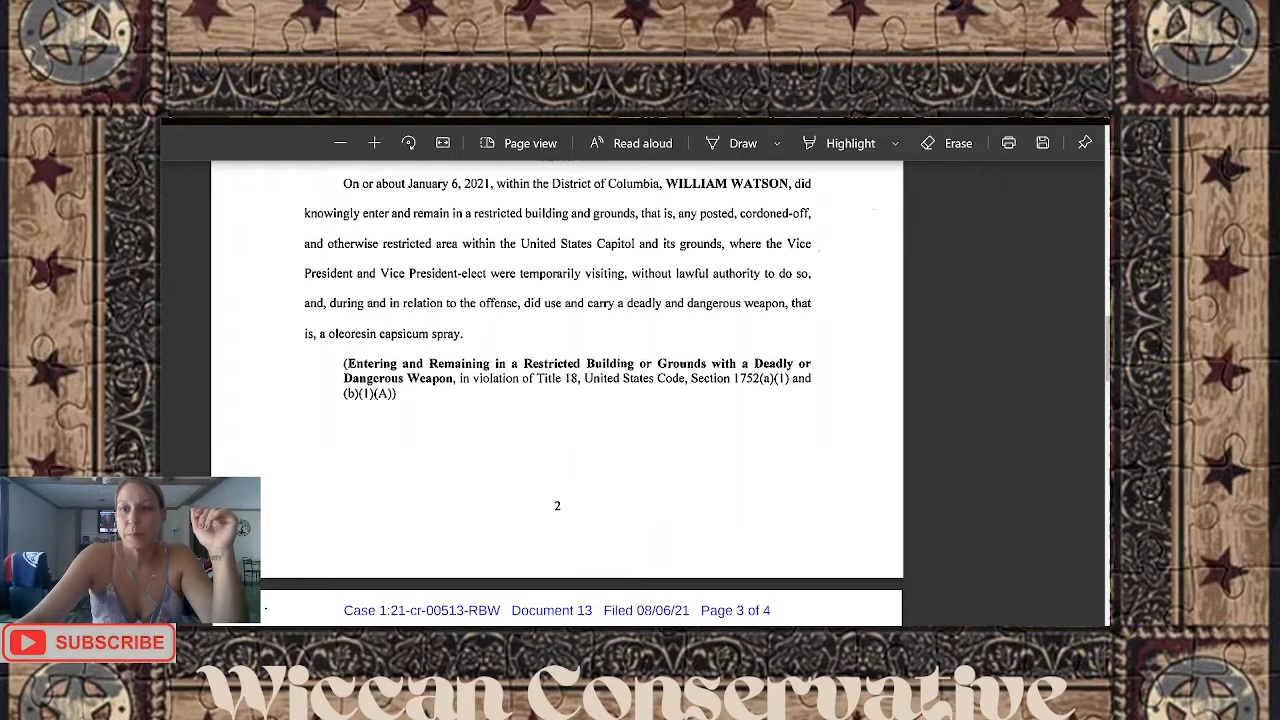 Page view
Read aloud
Draw
Highlight
Erase
On or about January 6, 2021, within the District of Columbia, WILLIAM WATSON, did
knowingly enter and remain in a restricted building and grounds, that is, any posted, cordoned-off,
and otherwise restricted area within the United States Capitol and its grounds, where the Vice
President and Vice President-elect were temporarily visiting, without lawful authority to do so,
and, during and in relation to the offense, did use and carry a deadly and dangerous weapon, that
is, a oleoresin capsicum spray.
(Entering and Remaining in a Restricted Building or Grounds with a Deadly or
Dangerous Weapon, in violation of Title 18, United States Code, Section 1752(a)(1) and
(b)(1)(A))
2
Case 1:21-cr-00513-RBW Document 13 Filed 08/06/21 Page 3 of 4
SUBSCRIBE
Wiccan Conservative